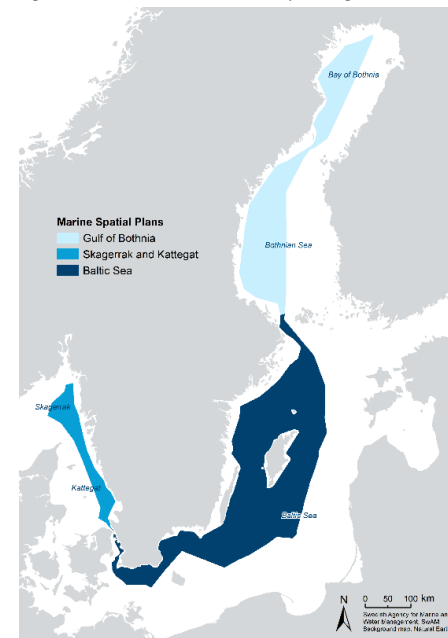 Bay of Bothnia
Marine Spatial Plans
Gulf of Bothnia
Skagerrak and Kattegat
Baltic Sea
Bothnian Sea
Skagerrak
Kattegat
Baltic Sea
N
0 50 100 km
Swedish Agency for Marine and
Water Management, SwAM
Background map, Natural Earth